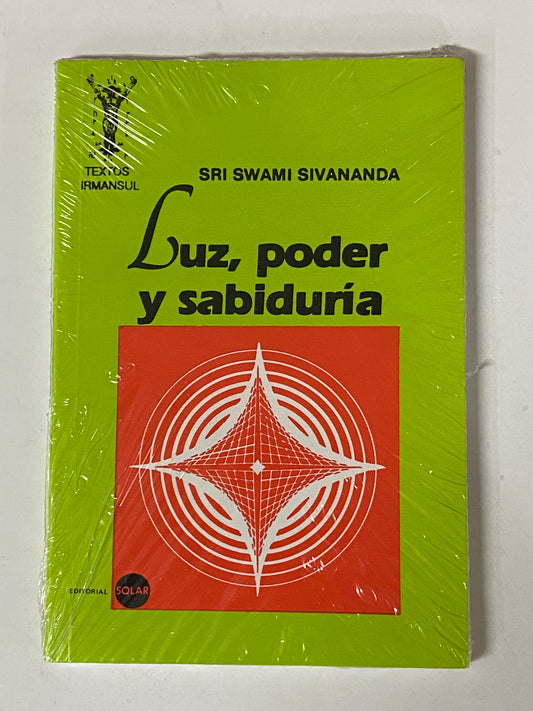 TEXTOS
IRMANSUL
SRI SWAMI SIVANANDA
Luz, poder
y sabiduría
EDITORIAL SOLAR